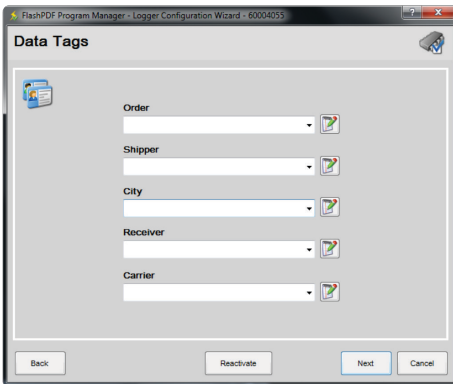 FlashPDF Program Manager - Logger Configuration Wizard - 60004055
Data Tags
Order
Shipper
City
Receiver
Carrier
Back
Reactivate
Next
Cancel